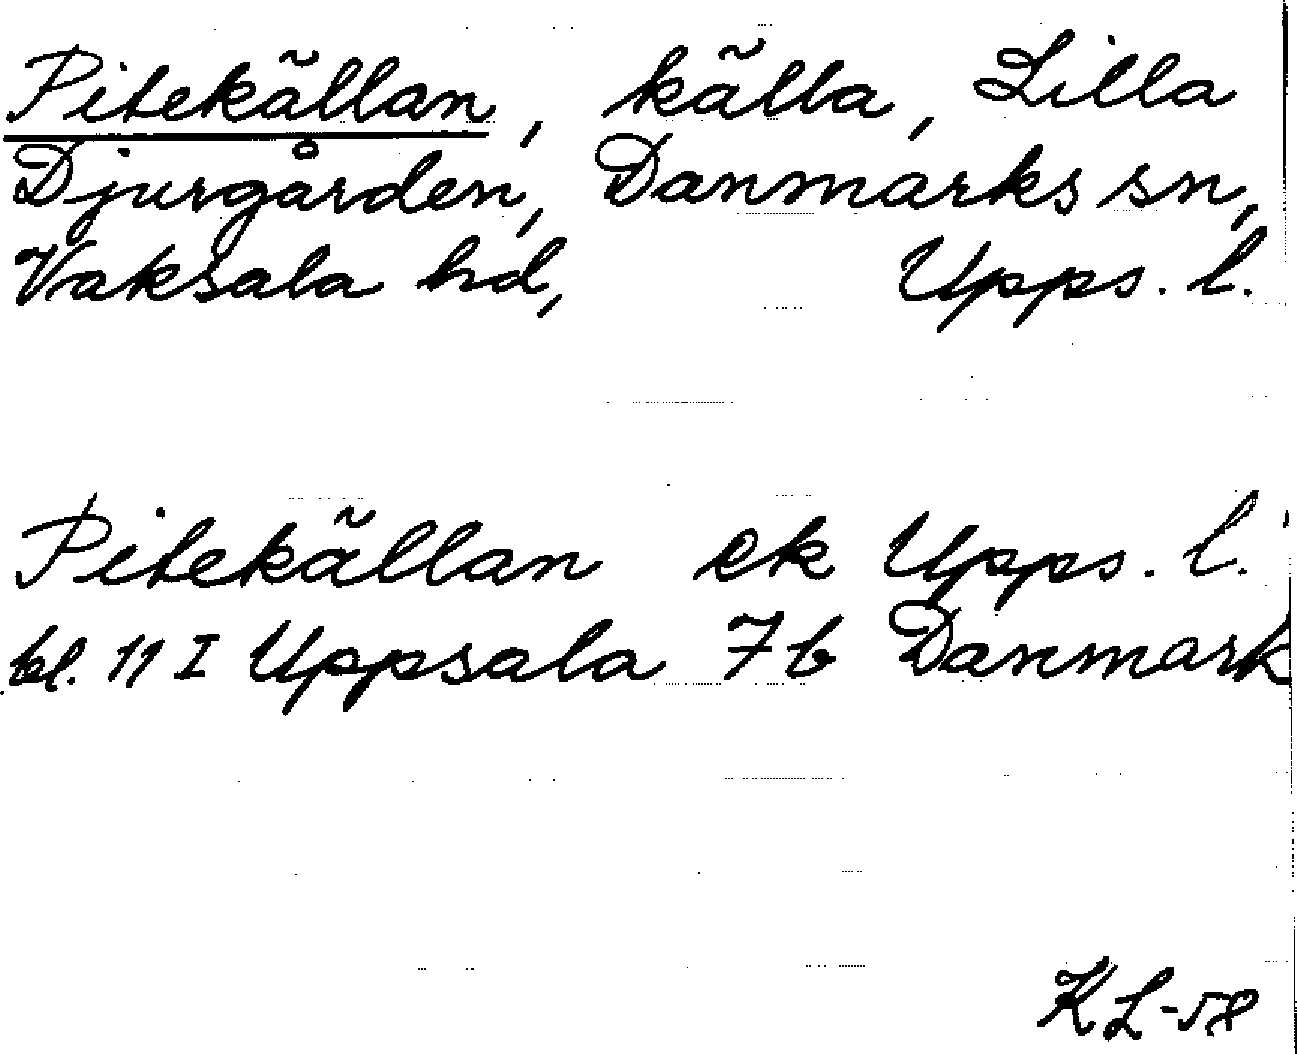 Pitekällan, källa, Lilla
Djurgården, Danmarks sn,
Vaksala hd, Upps. l.
Pitekällan ek Upps. l.
bl. 11 I Uppsala 7b Danmark
KL-58